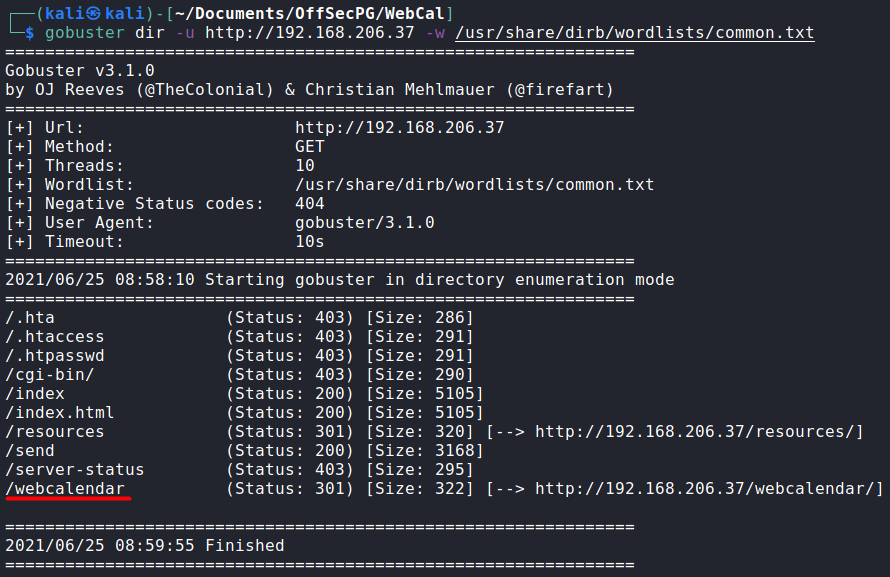 ┌──(kali㉿kali)-[~/Documents/OffSecPG/WebCal]
└─$ gobuster dir -u http://192.168.206.37 -w /usr/share/dirb/wordlists/common.txt
===============================================================
Gobuster v3.1.0
by OJ Reeves (@TheColonial) & Christian Mehlmauer (@firefart)
===============================================================
[+] Url:                     http://192.168.206.37
[+] Method:                  GET
[+] Threads:                 10
[+] Wordlist:                /usr/share/dirb/wordlists/common.txt
[+] Negative Status codes:   404
[+] User Agent:              gobuster/3.1.0
[+] Timeout:                 10s
===============================================================
2021/06/25 08:58:10 Starting gobuster in directory enumeration mode
===============================================================
/.hta                 (Status: 403) [Size: 286]
/.htaccess            (Status: 403) [Size: 291]
/.htpasswd            (Status: 403) [Size: 291]
/cgi-bin/             (Status: 403) [Size: 290]
/index                (Status: 200) [Size: 5105]
/index.html           (Status: 200) [Size: 5105]
/resources            (Status: 301) [Size: 320] [--> http://192.168.206.37/resources/]
/send                 (Status: 200) [Size: 3168]
/server-status        (Status: 403) [Size: 295]
/webcalendar          (Status: 301) [Size: 322] [--> http://192.168.206.37/webcalendar/]
===============================================================
2021/06/25 08:59:55 Finished
===============================================================